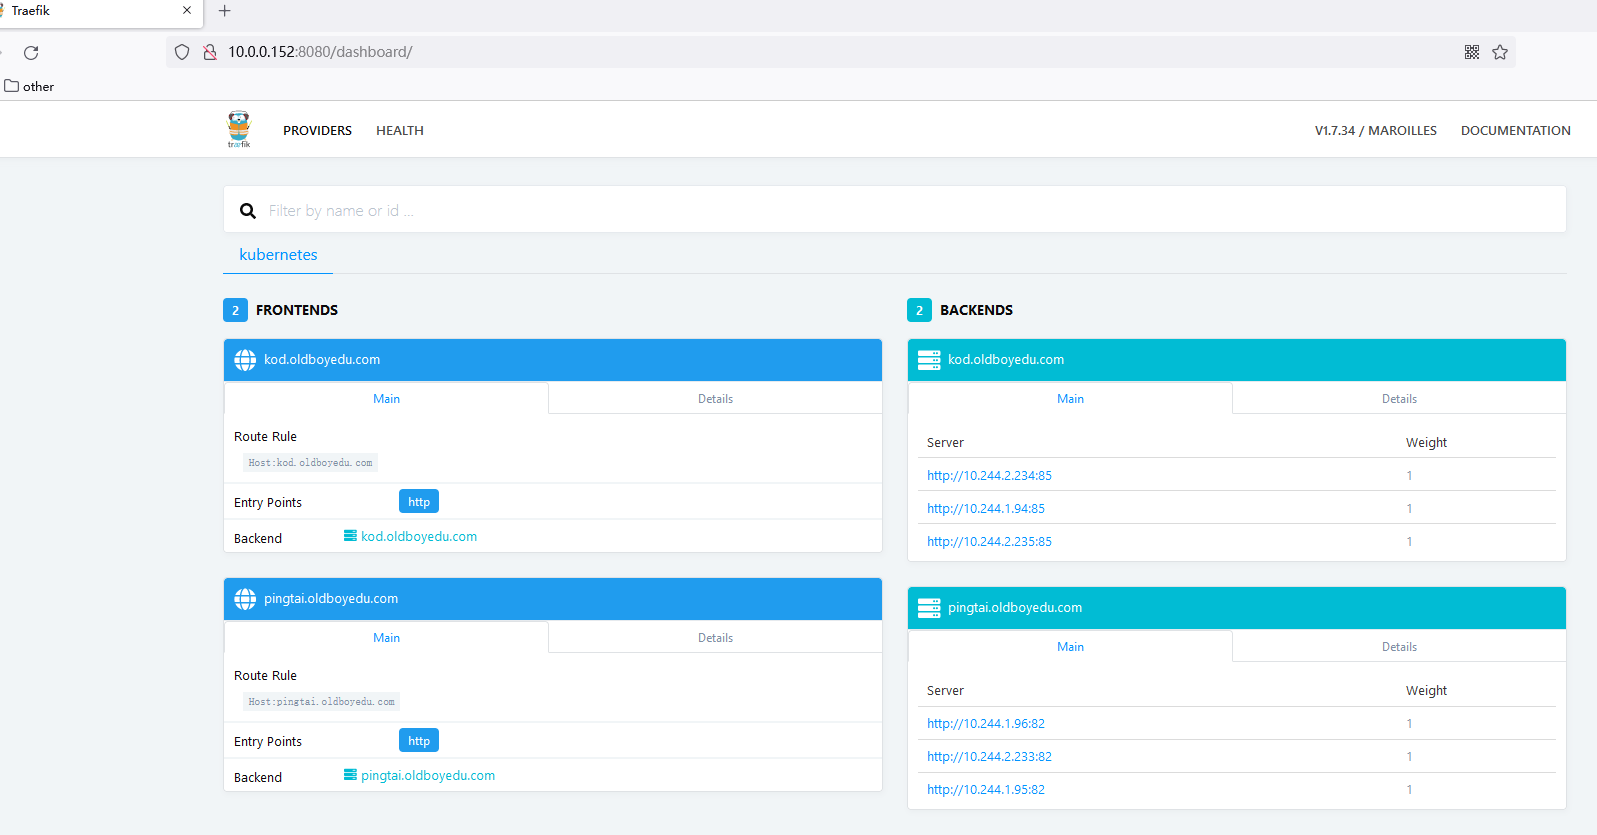 Traefik
10.0.0.152:8080/dashboard/
other
træfik
PROVIDERS
HEALTH
V1.7.34 / MAROILLES
DOCUMENTATION
Filter by name or id ...
kubernetes
2 FRONTENDS
kod.oldboyedu.com
Main
Details
Route Rule
Host:kod.oldboyedu.com
Entry Points
http
Backend
kod.oldboyedu.com
pingtai.oldboyedu.com
Main
Details
Route Rule
Host:pingtai.oldboyedu.com
Entry Points
http
Backend
pingtai.oldboyedu.com
2 BACKENDS
kod.oldboyedu.com
Main
Details
Server Weight
http://10.244.2.234:85 1
http://10.244.1.94:85 1
http://10.244.2.235:85 1
pingtai.oldboyedu.com
Main
Details
Server Weight
http://10.244.1.96:82 1
http://10.244.2.233:82 1
http://10.244.1.95:82 1